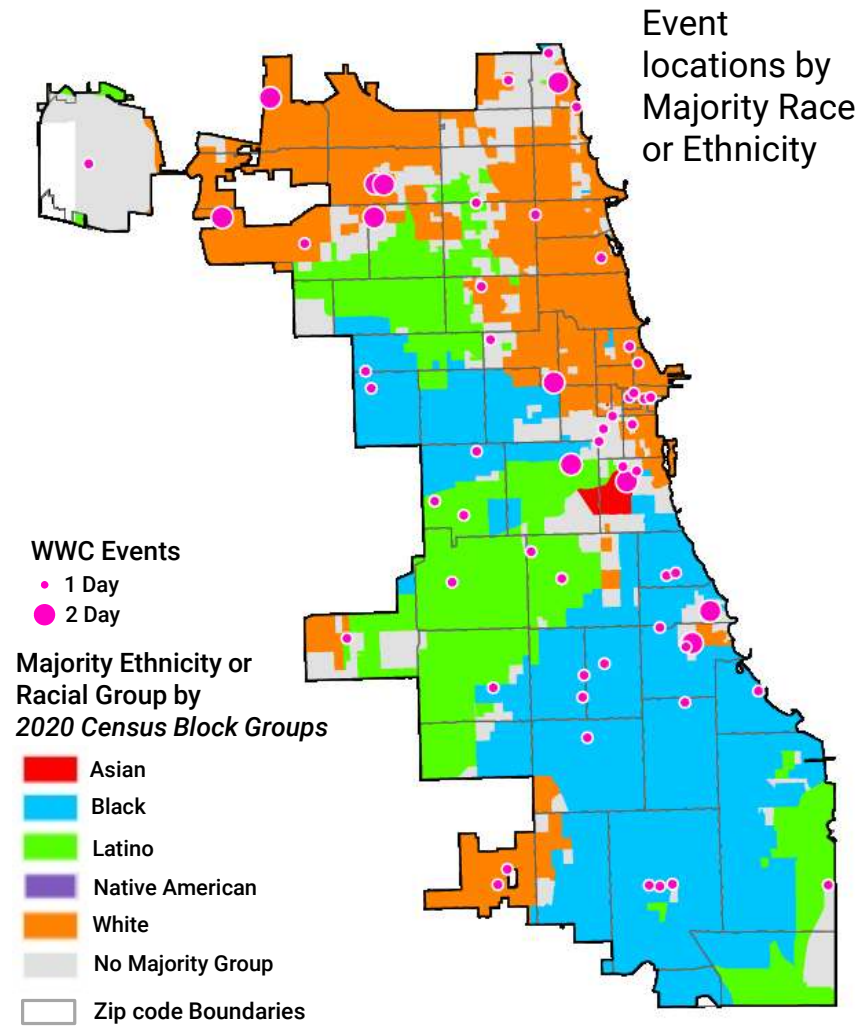 Event
locations by
Majority Race
or Ethnicity
WWC Events
1 Day
2 Day
Majority Ethnicity or
Racial Group by
2020 Census Block Groups
Asian
Black
Latino
Native American
White
No Majority Group
Zip code Boundaries